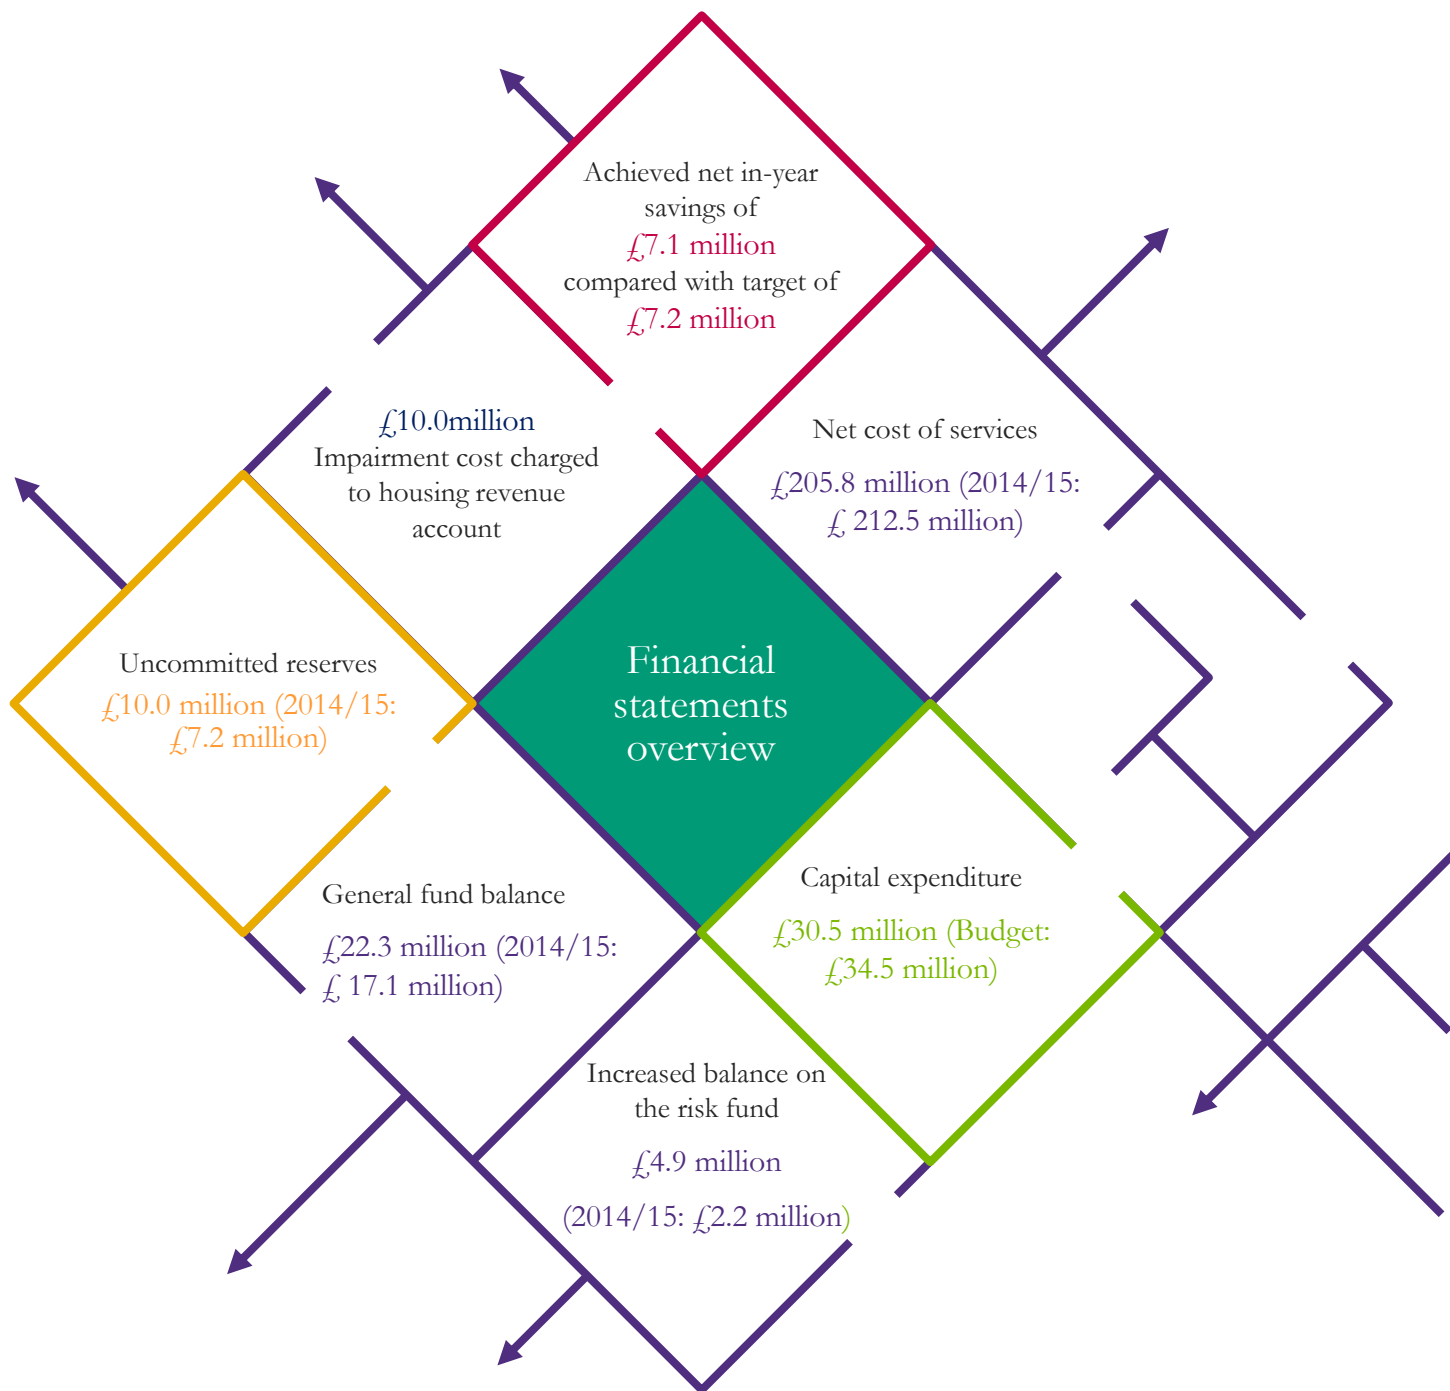 Achieved net in-year
savings of
£7.1 million
compared with target of
£7.2 million
£10.0million
Impairment cost charged
to housing revenue
account
Net cost of services
£205.8 million (2014/15:
£ 212.5 million)
Uncommitted reserves
£10.0 million (2014/15:
£7.2 million)
Financial
statements
overview
General fund balance
£22.3 million (2014/15:
£ 17.1 million)
Capital expenditure
£30.5 million (Budget:
£34.5 million)
Increased balance on
the risk fund
£4.9 million
(2014/15: £2.2 million)